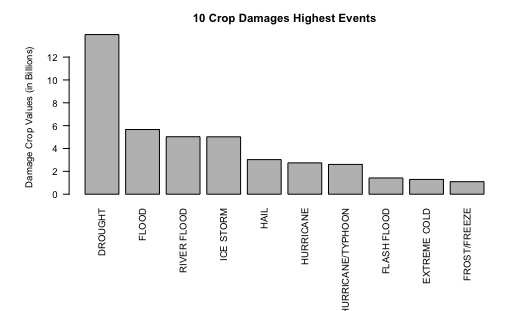 10 Crop Damages Highest Events
Damage Crop Values (in Billions)
12
10
8
6
4
2
0
DROUGHT
FLOOD
RIVER FLOOD
ICE STORM
HAIL
HURRICANE
HURRICANE/TYPHOON
FLASH FLOOD
EXTREME COLD
FROST/FREEZE